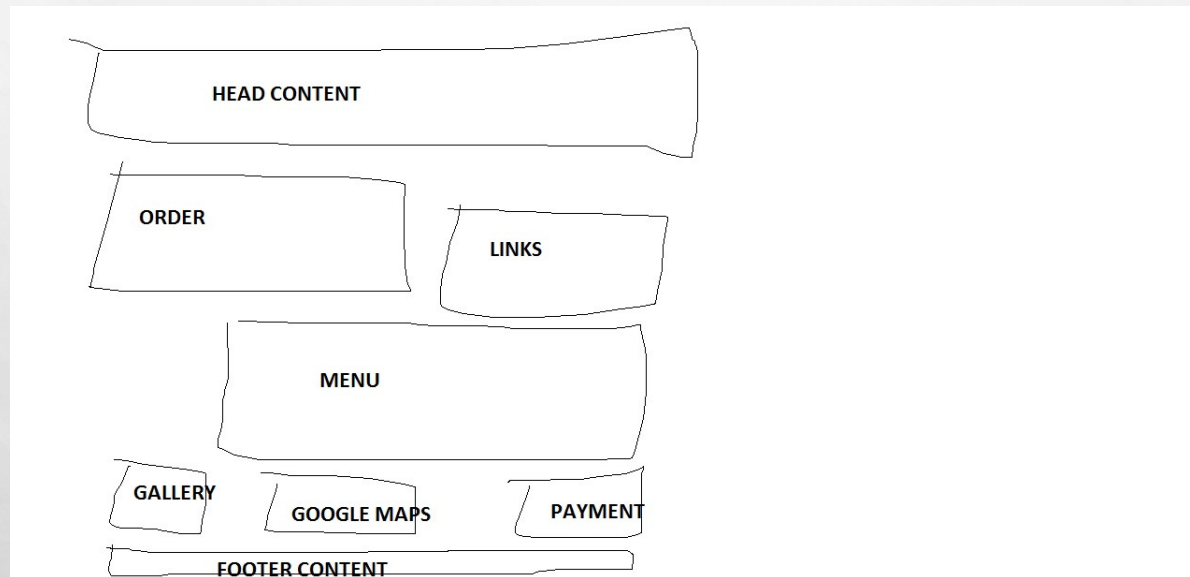 HEAD CONTENT
ORDER
LINKS
MENU
GALLERY
GOOGLE MAPS
PAYMENT
FOOTER CONTENT